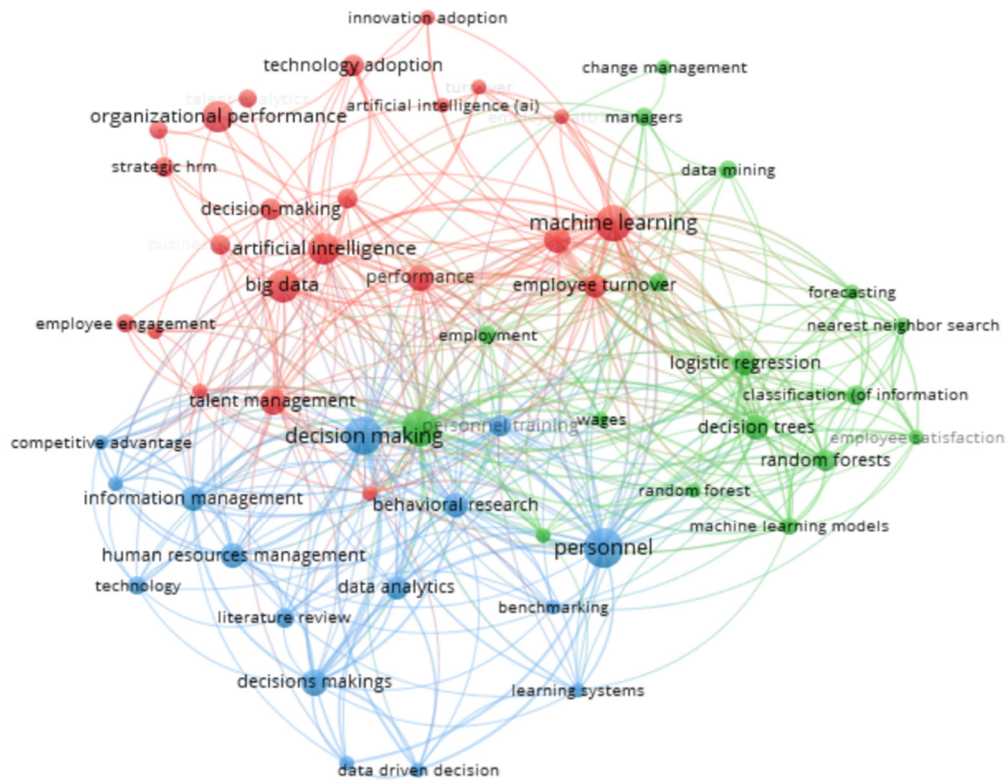 innovation adoption
technology adoption
change management
turnover
talent analytics
artificial intelligence (ai)
organizational performance
managers
strategic hrm
data mining
decision-making
machine learning
artificial intelligence
performance
big data
employee turnover
forecasting
employee engagement
nearest neighbor search
employment
logistic regression
classification (of information
talent management
wages
personnel training
decision making
decision trees
employee satisfaction
competitive advantage
random forests
random forest
information management
behavioral research
machine learning models
personnel
human resources management
technology
data analytics
benchmarking
literature review
decisions makings
learning systems
data driven decision